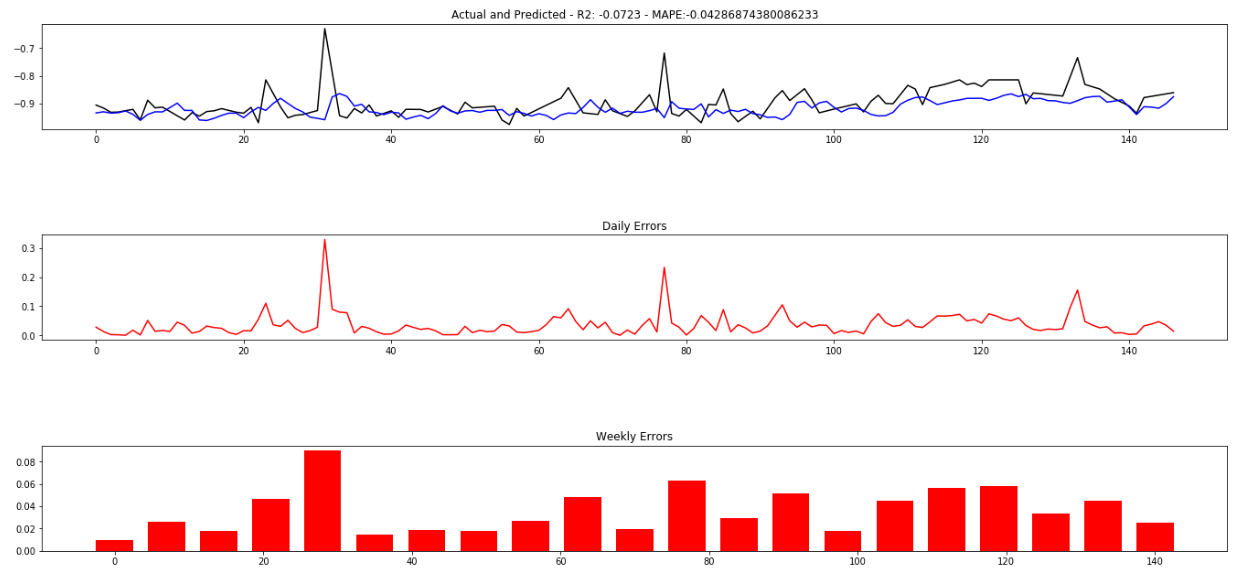 Actual and Predicted - R2: -0.0723 - MAPE:-0.04286874380086233
−0.7
−0.8
−0.9
0 20 40 60 80 100 120 140
Daily Errors
0.3
0.2
0.1
0.0
0 20 40 60 80 100 120 140
Weekly Errors
0.08
0.06
0.04
0.02
0.00
0 20 40 60 80 100 120 140